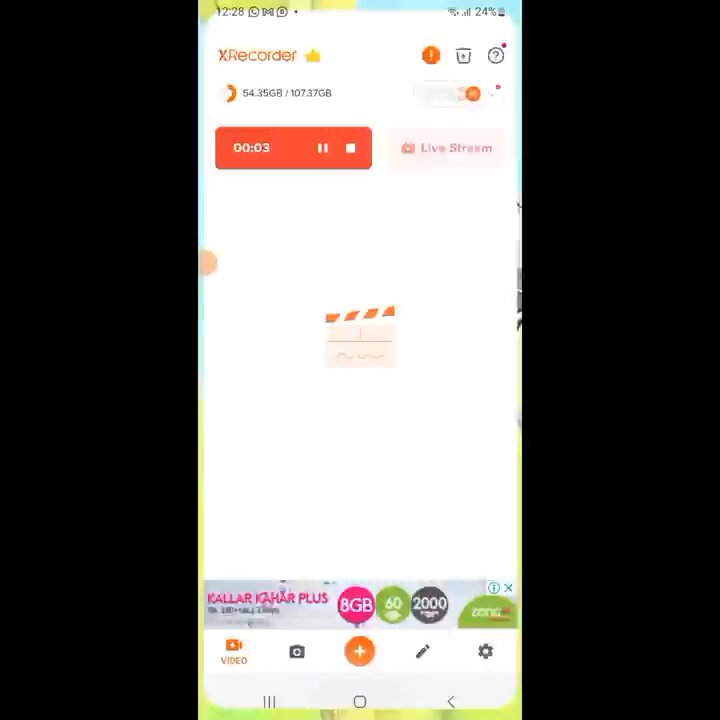 12:28 24%
XRecorder
54.35GB / 107.37GB
00:03 Live Stream
KALLAR KAHAR PLUS 8GB 60 2000
VIDEO